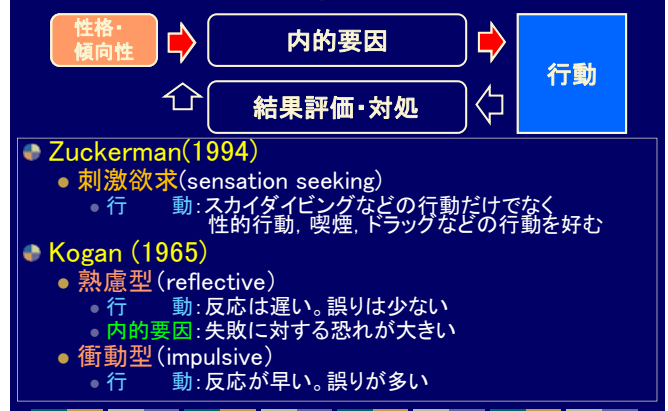 性格・
傾向性
内的要因
行動
結果評価・対処
Zuckerman(1994)
刺激欲求(sensation seeking)
行　動:スカイダイビングなどの行動だけでなく
性的行動, 喫煙, ドラッグなどの行動を好む
Kogan (1965)
熟慮型(reflective)
行　動:反応は遅い。誤りは少ない
内的要因:失敗に対する恐れが大きい
衝動型(impulsive)
行　動:反応が早い。誤りが多い